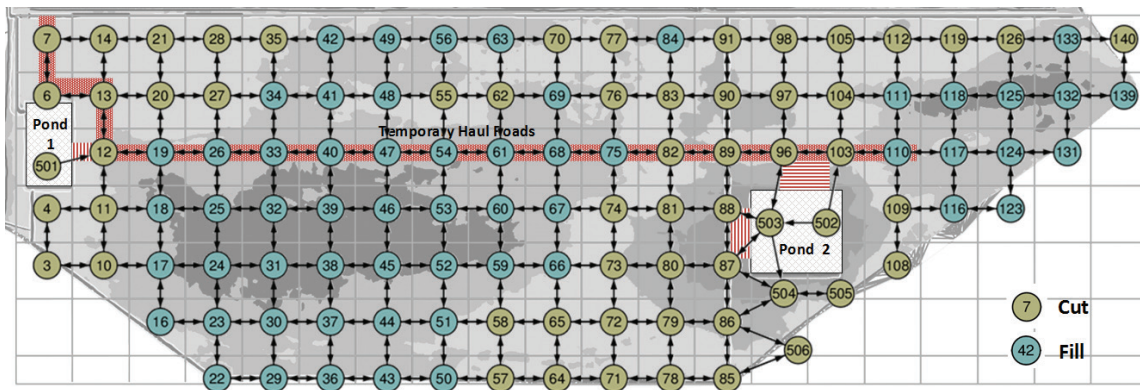 7 14 21 28 35 42 49 56 63 70 77 84 91 98 105 112 119 126 133 140
6 13 20 27 34 41 48 55 62 69 76 83 90 97 104 111 118 125 132 139
Pond
1
Temporary Haul Roads
501 12 19 26 33 40 47 54 61 68 75 82 89 96 103 110 117 124 131
4 11 18 25 32 39 46 53 60 67 74 81 88 109 116 123
503 502
Pond 2
3 10 17 24 31 38 45 52 59 66 73 80 87 108
504 505
7 Cut
16 23 30 37 44 51 58 65 72 79 86
506
42 Fill
22 29 36 43 50 57 64 71 78 85